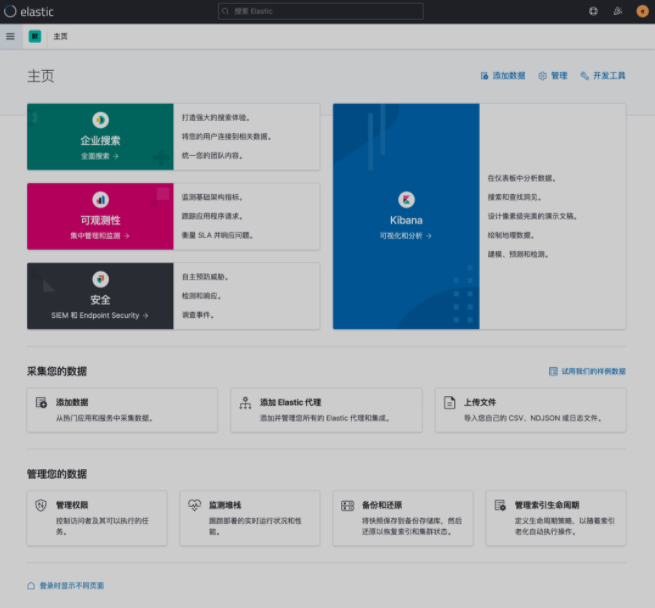 elastic
搜索 Elastic
主页
主页
添加数据
管理
开发工具
企业搜索
全面搜索 →
打造强大的搜索体验。
将您的用户连接到相关数据。
统一您的团队内容。
可观测性
集中管理和监测 →
监测基础架构指标。
跟踪应用程序请求。
衡量 SLA 并响应问题。
安全
SIEM 和 Endpoint Security →
自主预防威胁。
检测和响应。
调查事件。
Kibana
可视化和分析 →
在仪表板中分析数据。
搜索和查找洞见。
设计像素级完美的演示文稿。
绘制地理数据。
建模、预测和检测。
采集您的数据
试用我们的样例数据
添加数据
从热门应用和服务中采集数据。
添加 Elastic 代理
添加并管理您所有的 Elastic 代理和集成。
上传文件
导入您自己的 CSV、NDJSON 或日志文件。
管理您的数据
管理权限
控制访问者及其可以执行的任
务。
监测堆栈
跟踪部署的实时运行状况和性
能。
备份和还原
将快照保存到备份存储库，然后
还原以恢复索引和集群状态。
管理索引生命周期
定义生命周期策略，以随着索引
老化自动执行操作。
登录时显示不同页面